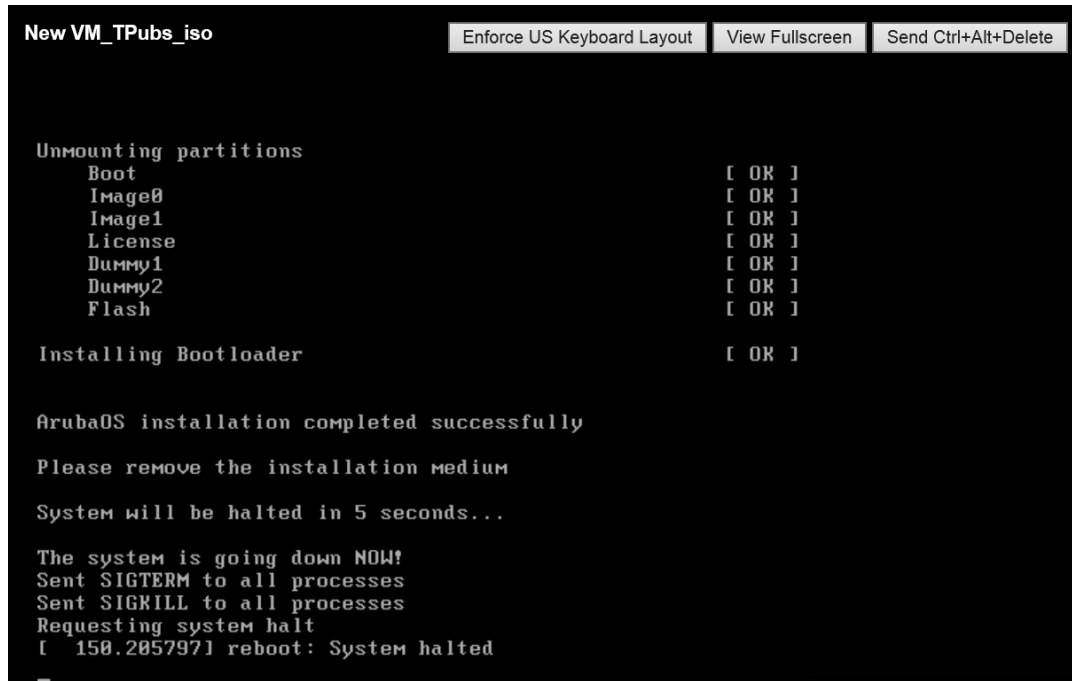 New VM_TPubs_iso Enforce US Keyboard Layout View Fullscreen Send Ctrl+Alt+Delete
Unmounting partitions
Boot [ OK ]
Image0 [ OK ]
Image1 [ OK ]
License [ OK ]
Dummy1 [ OK ]
Dummy2 [ OK ]
Flash [ OK ]
Installing Bootloader [ OK ]
ArubaOS installation completed successfully
Please remove the installation medium
System will be halted in 5 seconds...
The system is going down NOW!
Sent SIGTERM to all processes
Sent SIGKILL to all processes
Requesting system halt
[  150.205797] reboot: System halted